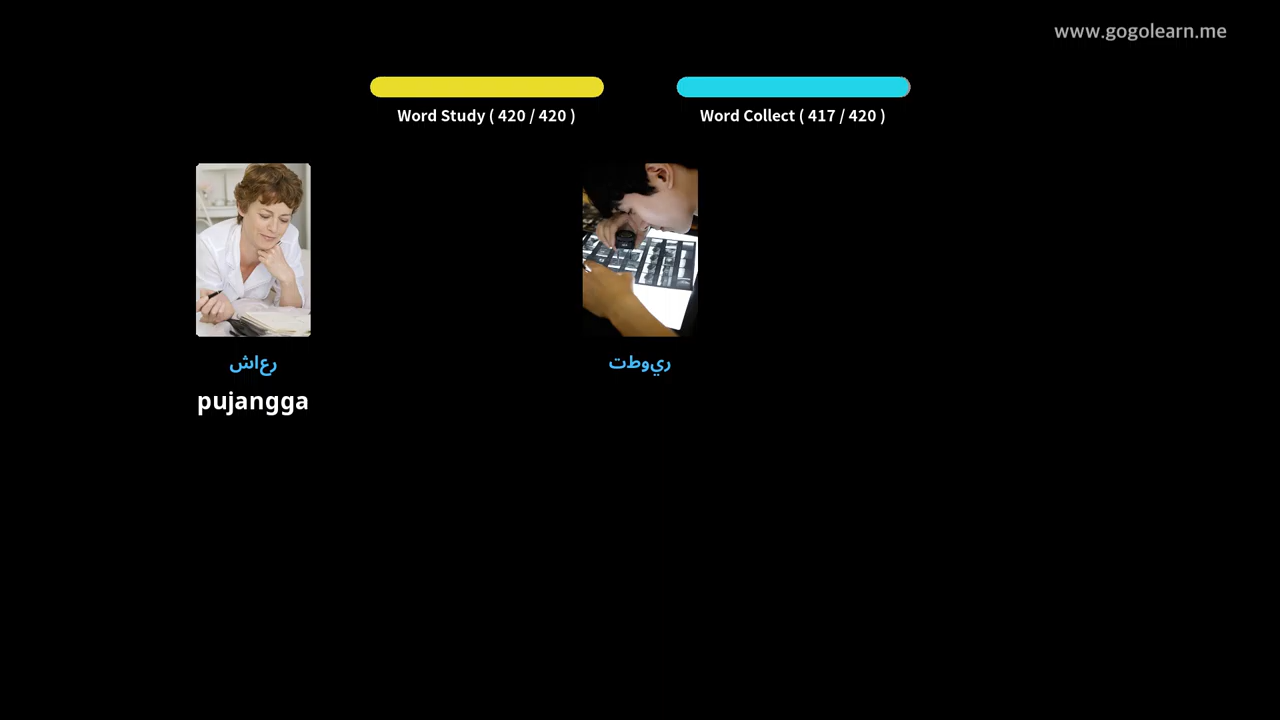 www.gogolearn.me
Word Study ( 420 / 420 )
Word Collect ( 417 / 420 )
رعاش
pujangga
ريوطت